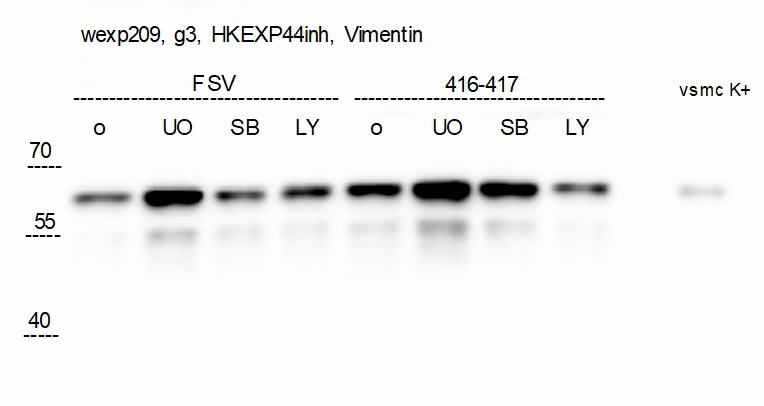 wexp209, g3, HKEXP44inh, Vimentin
FSV 416-417 vsmc K+
o UO SB LY o UO SB LY
70
55
40